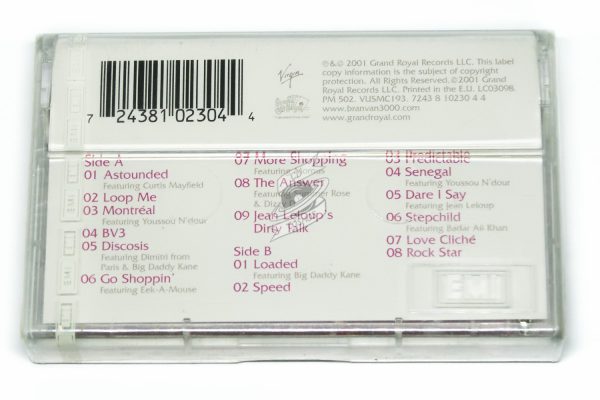 ℗&© 2001 Grand Royal Records LLC. This label
copy information is the subject of copyright
protection. All Rights Reserved. ©2001 Grand
Royal Records LLC. Printed in the E.U. LC03098.
PM 502. VUSMC193. 7243 8 10230 4 4
www.branvan3000.com
www.grandroyal.com
Virgin
7 24381 02304 4
Side A
01 Astounded
Featuring Curtis Mayfield
02 Loop Me
03 Montréal
Featuring Youssou N'dour
04 BV3
05 Discosis
Featuring Dimitri from
Paris & Big Daddy Kane
06 Go Shoppin'
Featuring Eek-A-Mouse
07 More Shopping
Featuring
08 The Answer
Featuring Rose
&
09 Jean Leloup's
Dirty Talk
Side B
01 Loaded
Featuring Big Daddy Kane
02 Speed
03 Predictable
04 Senegal
Featuring Youssou N'dour
05 Dare I Say
Featuring Jean Leloup
06 Stepchild
Featuring Badar Ali Khan
07 Love Cliché
08 Rock Star
EMI
EMI
EMI